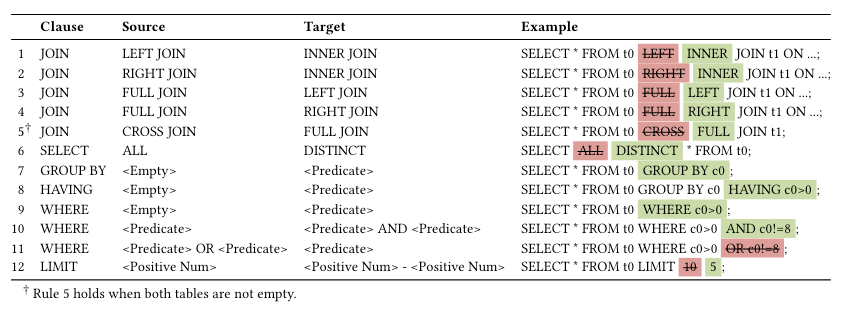 Clause Source Target Example
1 JOIN LEFT JOIN INNER JOIN SELECT * FROM t0 LEFT INNER JOIN t1 ON ...;
2 JOIN RIGHT JOIN INNER JOIN SELECT * FROM t0 RIGHT INNER JOIN t1 ON ...;
3 JOIN FULL JOIN LEFT JOIN SELECT * FROM t0 FULL LEFT JOIN t1 ON ...;
4 JOIN FULL JOIN RIGHT JOIN SELECT * FROM t0 FULL RIGHT JOIN t1 ON ...;
5† JOIN CROSS JOIN FULL JOIN SELECT * FROM t0 CROSS FULL JOIN t1;
6 SELECT ALL DISTINCT SELECT ALL DISTINCT * FROM t0;
7 GROUP BY <Empty> <Predicate> SELECT * FROM t0 GROUP BY c0 ;
8 HAVING <Empty> <Predicate> SELECT * FROM t0 GROUP BY c0 HAVING c0>0 ;
9 WHERE <Empty> <Predicate> SELECT * FROM t0 WHERE c0>0 ;
10 WHERE <Predicate> <Predicate> AND <Predicate> SELECT * FROM t0 WHERE c0>0 AND c0!=8 ;
11 WHERE <Predicate> OR <Predicate> <Predicate> SELECT * FROM t0 WHERE c0>0 OR c0!=8 ;
12 LIMIT <Positive Num> <Positive Num> - <Positive Num> SELECT * FROM t0 LIMIT 10 5 ;
† Rule 5 holds when both tables are not empty.